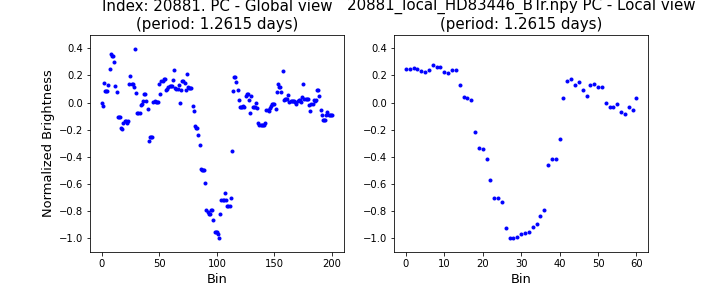 Index: 20881. PC - Global view
(period: 1.2615 days)
20881_local_HD83446_BTr.npy PC - Local view
(period: 1.2615 days)
Normalized Brightness
0.4
0.2
0.0
−0.2
−0.4
−0.6
−0.8
−1.0
0 50 100 150 200
Bin
0.4
0.2
0.0
−0.2
−0.4
−0.6
−0.8
−1.0
0 10 20 30 40 50 60
Bin